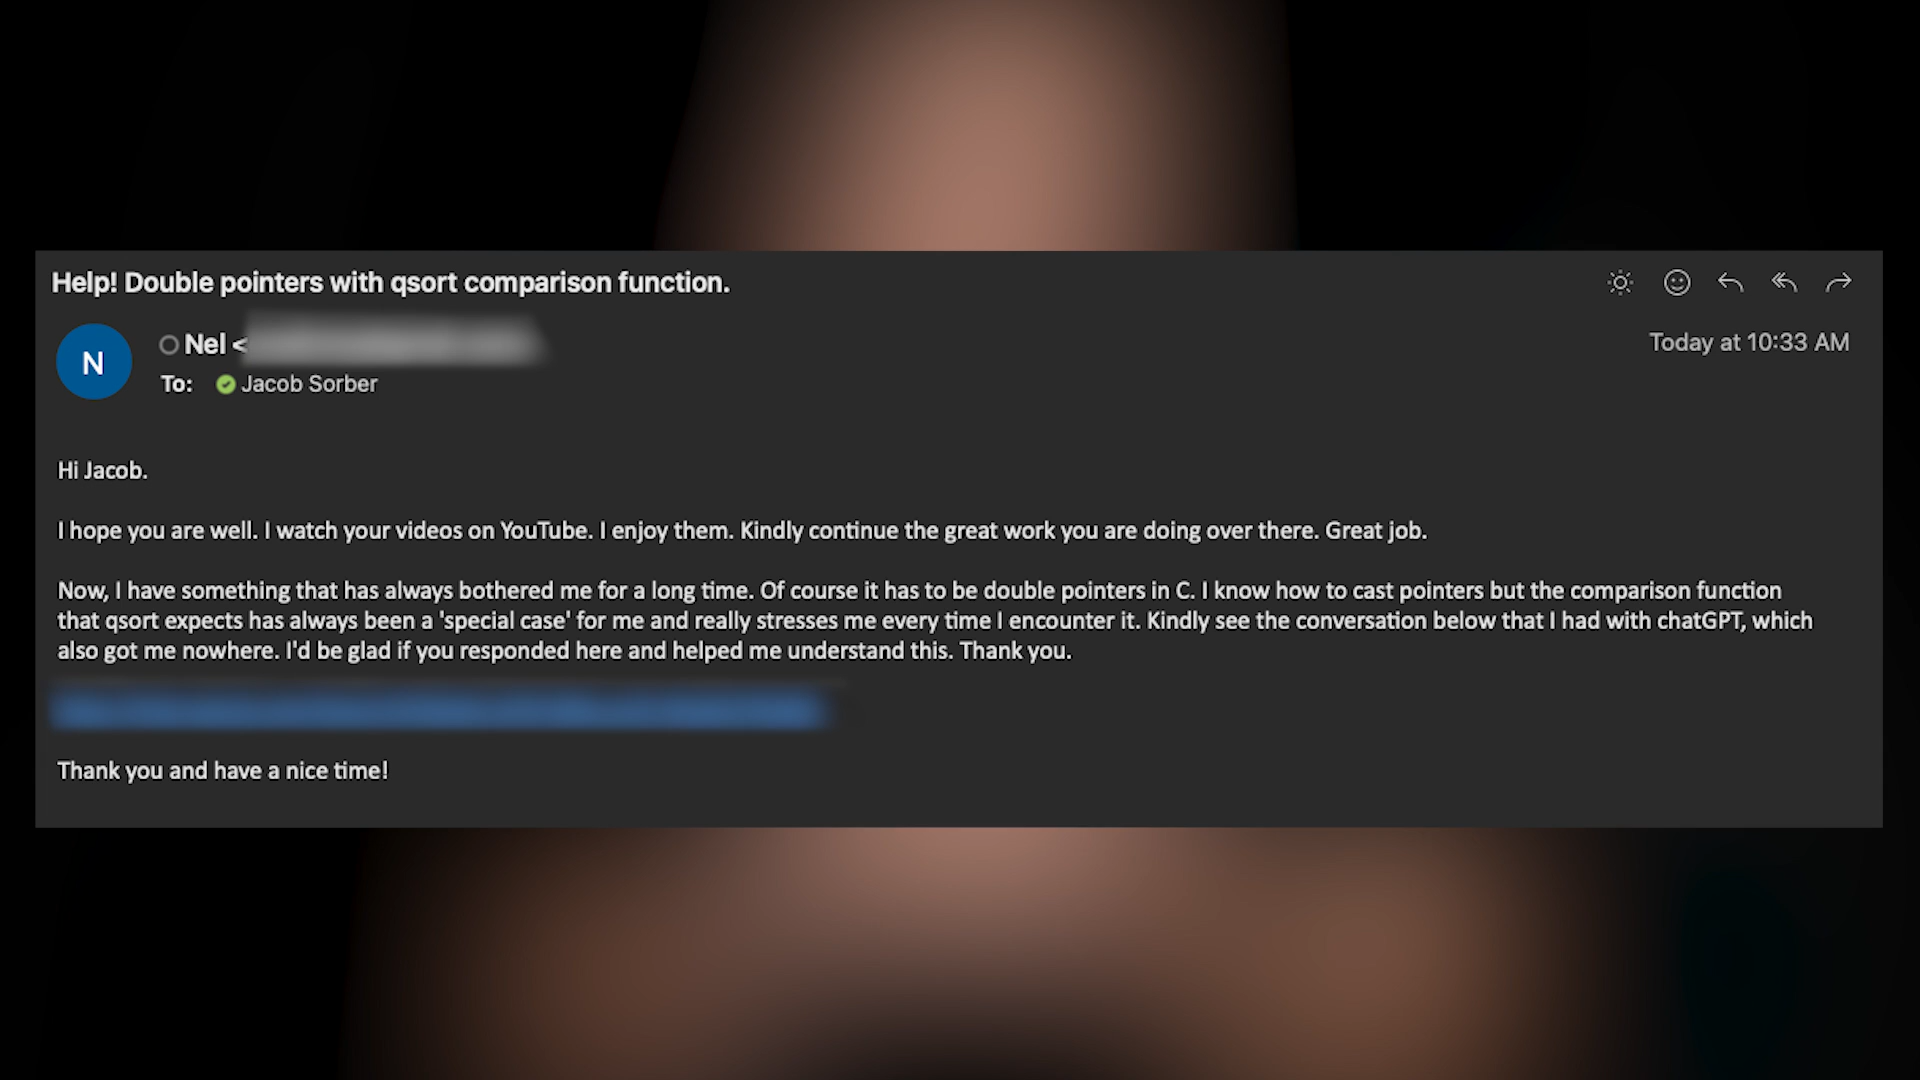 Help! Double pointers with qsort comparison function.
N
Nel <
Today at 10:33 AM
To: Jacob Sorber
Hi Jacob.
I hope you are well. I watch your videos on YouTube. I enjoy them. Kindly continue the great work you are doing over there. Great job.
Now, I have something that has always bothered me for a long time. Of course it has to be double pointers in C. I know how to cast pointers but the comparison function
that qsort expects has always been a 'special case' for me and really stresses me every time I encounter it. Kindly see the conversation below that I had with chatGPT, which
also got me nowhere. I'd be glad if you responded here and helped me understand this. Thank you.
Thank you and have a nice time!